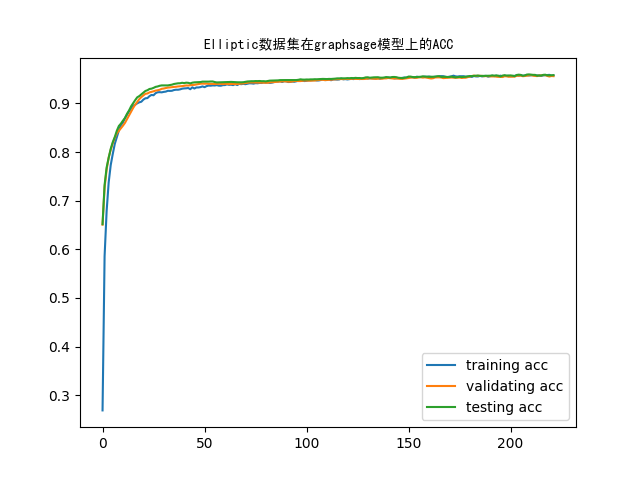 Elliptic数据集在graphsage模型上的ACC
0.9
0.8
0.7
0.6
0.5
0.4
0.3
0 50 100 150 200
training acc
validating acc
testing acc